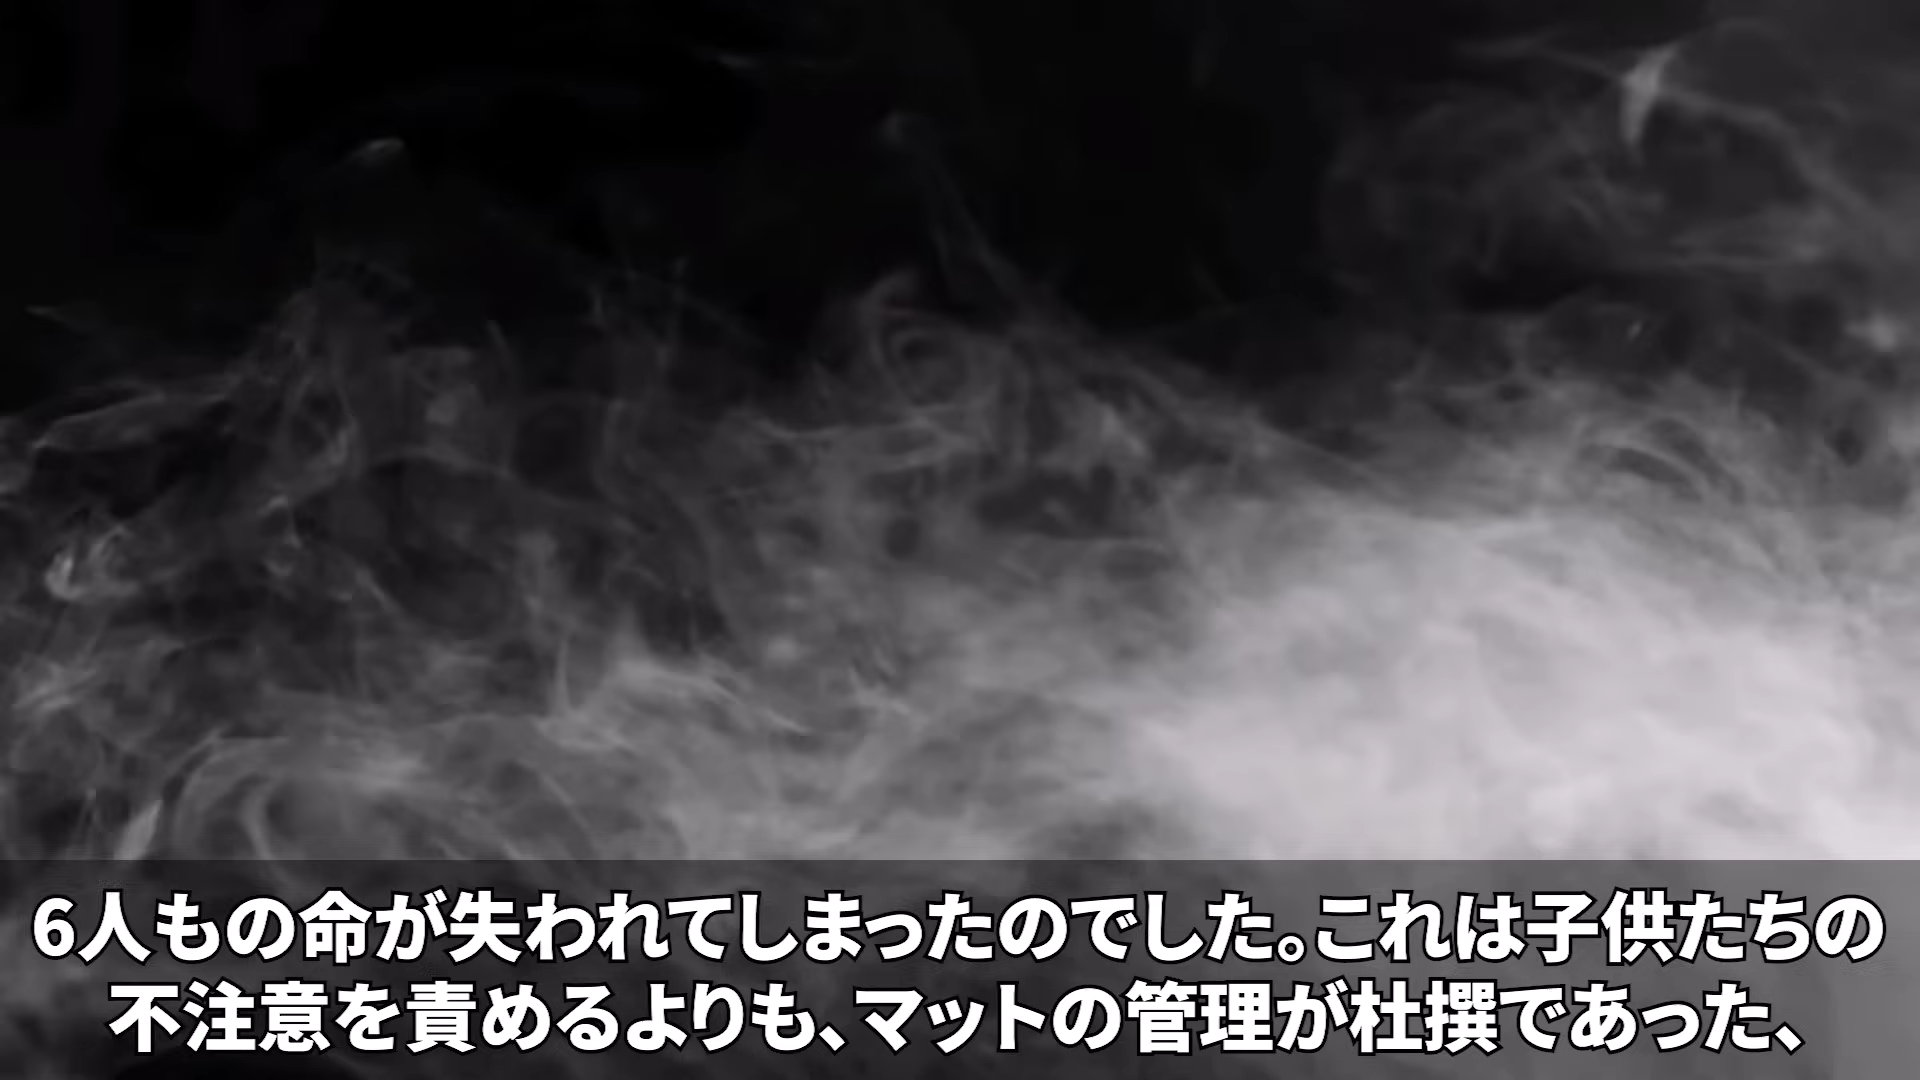 6人もの命が失われてしまったのでした。これは子供たちの
不注意を責めるよりも、マットの管理が杜撰であった、